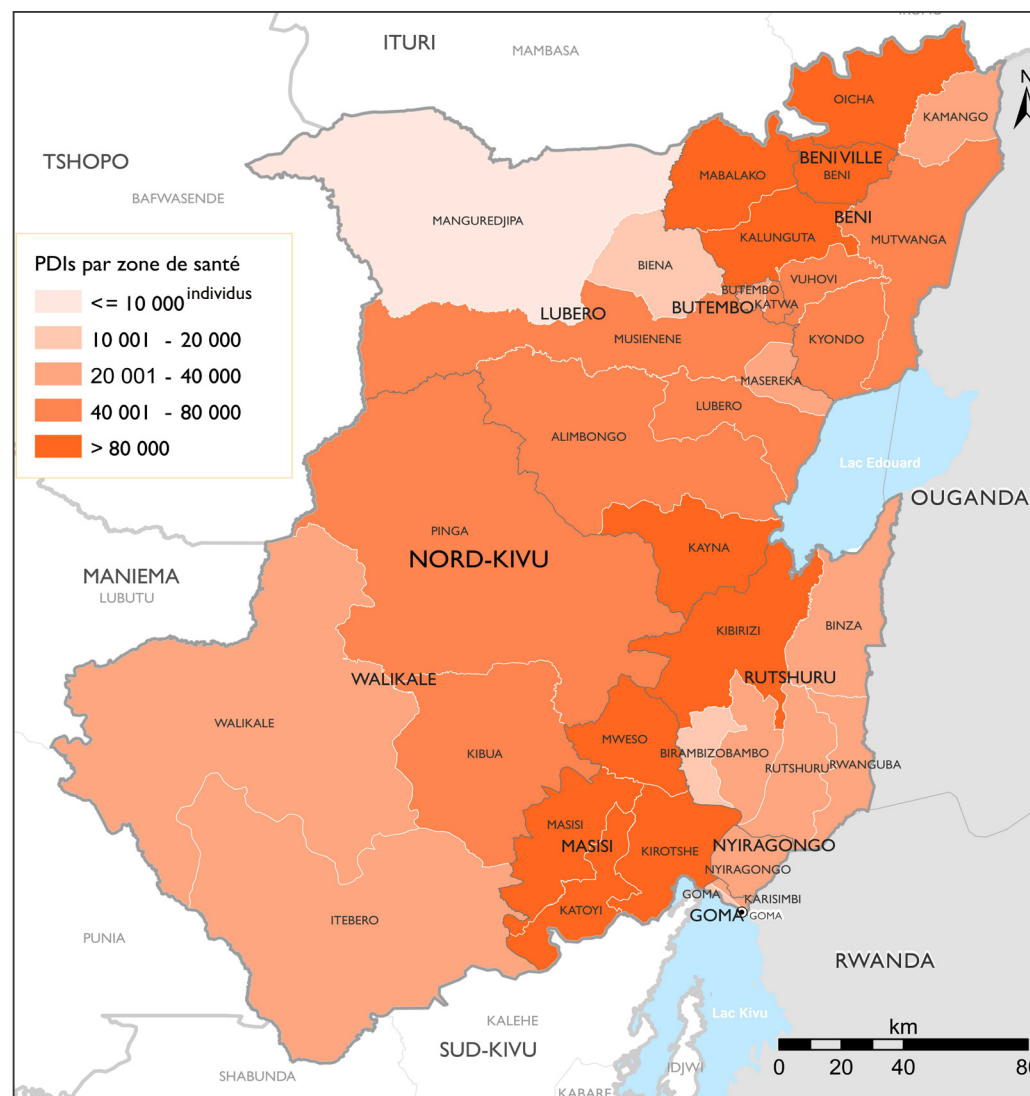 ITURI
MAMBASA
N
OICHA
KAMANGO
TSHOPO
BAFWASENDE
MABALAKO
BENI VILLE
BENI
MANGUREDJIPA
BENI
KALUNGUTA
MUTWANGA
PDIs par zone de santé
<= 10 000 individus
10 001 - 20 000
20 001 - 40 000
40 001 - 80 000
> 80 000
BIENA
VUHOVI
BUTEMBO
KATWA
LUBERO
BUTEMBO
MUSIENENE
KYONDO
MASEREKA
LUBERO
ALIMBONGO
Lac Edouard
OUGANDA
PINGA
NORD-KIVU
KAYNA
MANIEMA
LUBUTU
KIBIRIZI
BINZA
WALIKALE
RUTSHURU
WALIKALE
KIBUA
MWESO
BIRAMBIZO
BAMBO
RUTSHURU
RWANGUBA
MASISI
MASISI
KIROTSHE
NYIRAGONGO
NYIRAGONGO
GOMA
KARISIMBI
KATOYI
GOMA
GOMA
ITEBERO
PUNIA
RWANDA
KALEHE
SUD-KIVU
Lac Kivu
km
0 20 40 80
SHABUNDA
IDJWI
KABARE